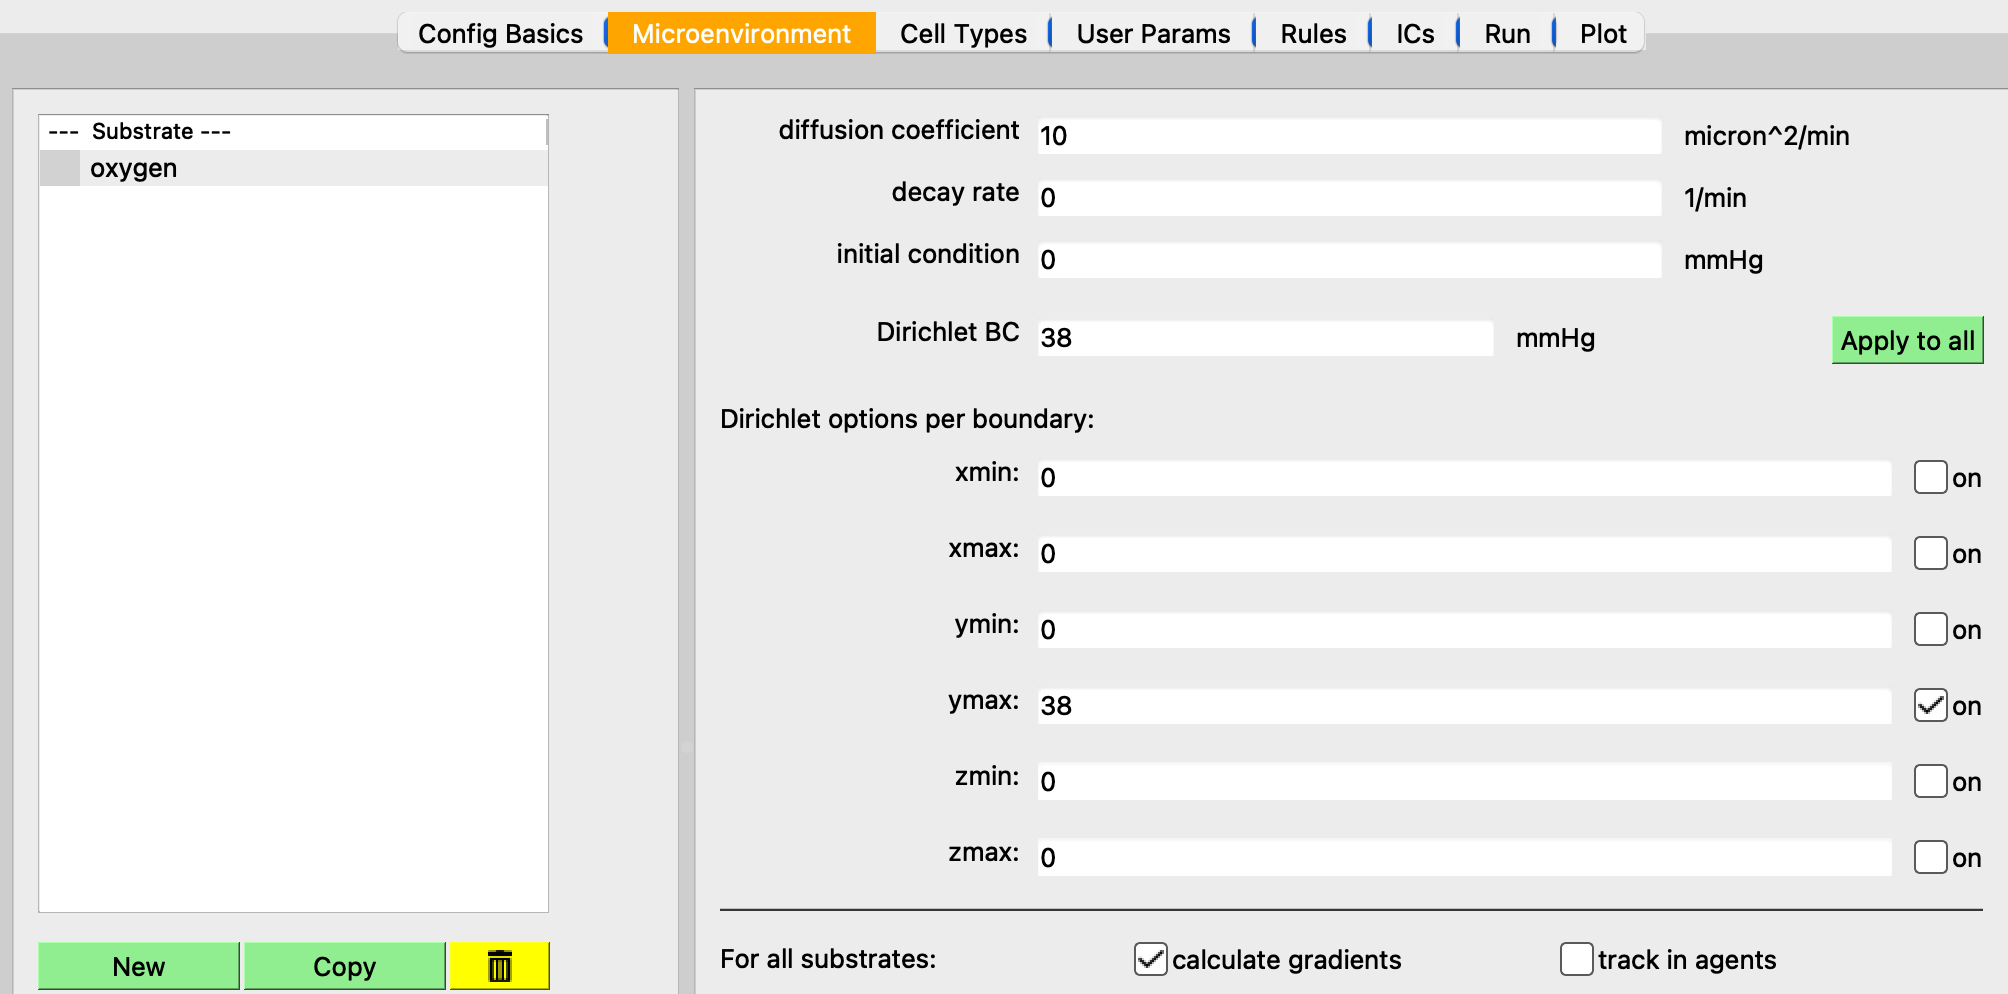 Config Basics Microenvironment Cell Types User Params Rules ICs Run Plot
--- Substrate ---
oxygen
New Copy
diffusion coefficient 10 micron^2/min
decay rate 0 1/min
initial condition 0 mmHg
Dirichlet BC 38 mmHg Apply to all
Dirichlet options per boundary:
xmin: 0 on
xmax: 0 on
ymin: 0 on
ymax: 38 on
zmin: 0 on
zmax: 0 on
For all substrates: calculate gradients track in agents